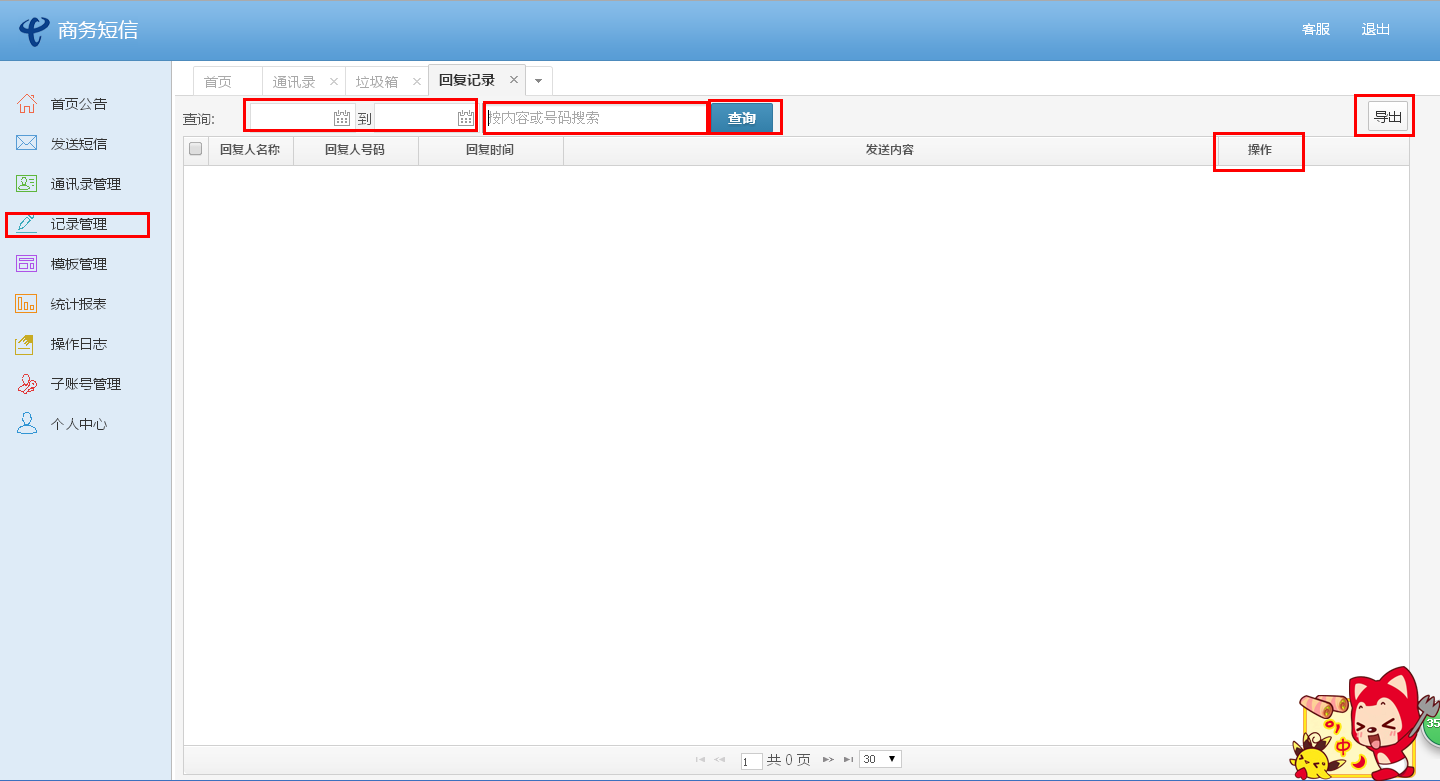 商务短信
客服 退出
首页 通讯录 垃圾箱 回复记录
查询: 到 按内容或号码搜索 查询 导出
回复人名称 回复人号码 回复时间 发送内容 操作
首页公告
发送短信
通讯录管理
记录管理
模板管理
统计报表
操作日志
子账号管理
个人中心
1 共 0 页 30
中
35